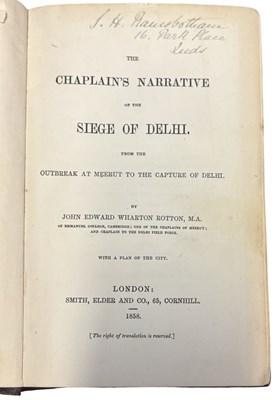 J. H. Ramsbotham
16. Park Place
Leeds
THE
CHAPLAIN'S NARRATIVE
OF THE
SIEGE OF DELHI.
FROM THE
OUTBREAK AT MEERUT TO THE CAPTURE OF DELHI.
BY
JOHN EDWARD WHARTON ROTTON, M.A.
OF EMMANUEL COLLEGE, CAMBRIDGE; ONE OF THE CHAPLAINS OF MEERUT;
AND CHAPLAIN TO THE DELHI FIELD FORCE.
WITH A PLAN OF THE CITY.
LONDON:
SMITH, ELDER AND CO., 65, CORNHILL.
1858.
[The right of translation is reserved.]